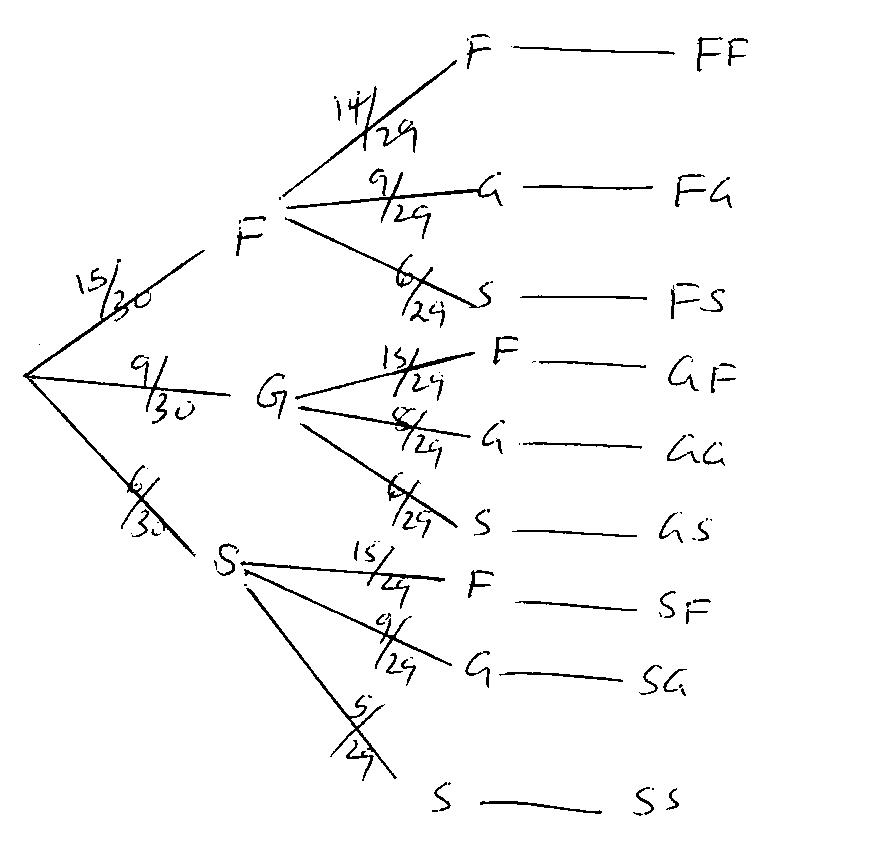 F FF
14/29
9/29 G FG
F
6/29 S FS
15/30
15/29 F GF
9/30 G
8/29 G GG
6/29 S GS
6/30
S 15/29 F SF
9/29 G SG
5/29
S SS